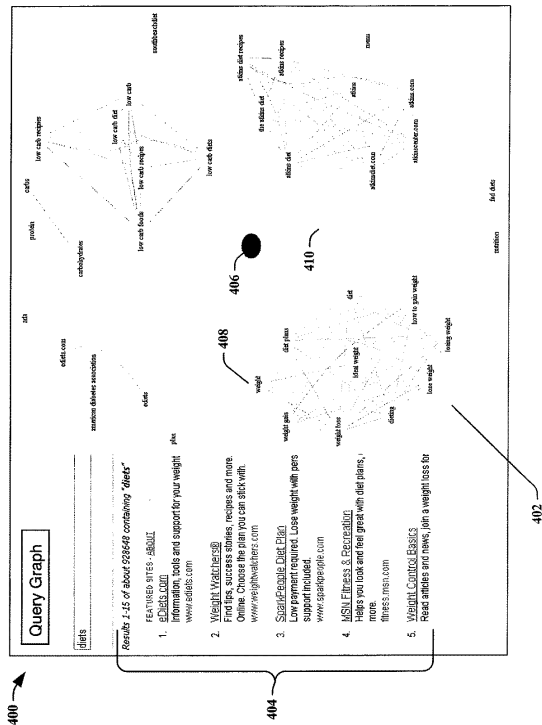 400
Query Graph
diets
Results 1-15 of about 928648 containing "diets"
FEATURED SITES - ABOUT
1. eDiets.com
Information, tools and support for your weight
www.ediets.com
2. Weight Watchers®
Find tips, success stories, recipes and more.
Online. Choose the plan you can stick with.
www.weightwatchers.com
3. SparkPeople Diet Plan
Low payment required. Lose weight with pers
support included.
www.sparkpeople.com
4. MSN Fitness & Recreation
Helps you look and feel great with diet plans,
more.
fitness.msn.com
5. Weight Control Basics
Read articles and news, join a weight loss for
404
ada
carbs
protein
low carb recipes
ediets.com
carbohydrates
low carb diet
low carb
southbeachdiet
american diabetes association
low carb foods
low carb recipes
ediets
low carb diets
plan
406
atkins diet recipes
408
weight
the atkins diet
atkins recipes
weight gain
diet plans
410
atkins diet
menu
weight loss
ideal weight
diet
atkins
atkinsdiet.com
dieting
how to gain weight
atkinscenter.com
atkins.com
lose weight
losing weight
402
nutrition
fad diets